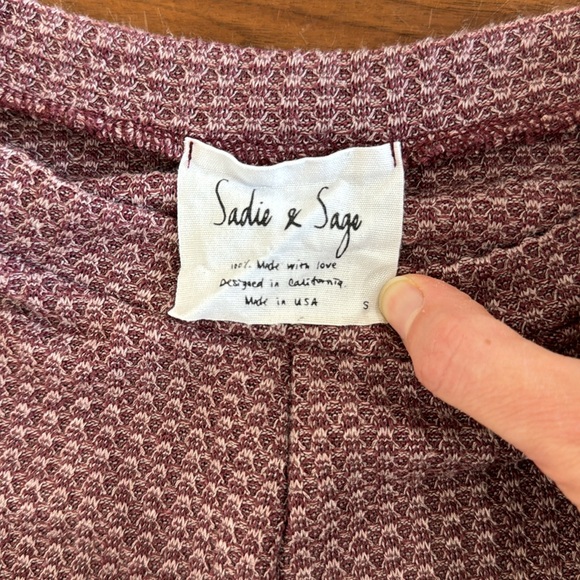 Sadie & Sage
100% Made with love
Designed in California.
Made in USA
S